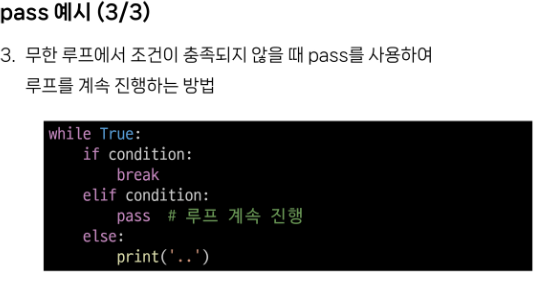 pass 예시 (3/3)
3. 무한 루프에서 조건이 충족되지 않을 때 pass를 사용하여
루프를 계속 진행하는 방법
while True:
    if condition:
        break
    elif condition:
        pass  # 루프 계속 진행
    else:
        print('..')